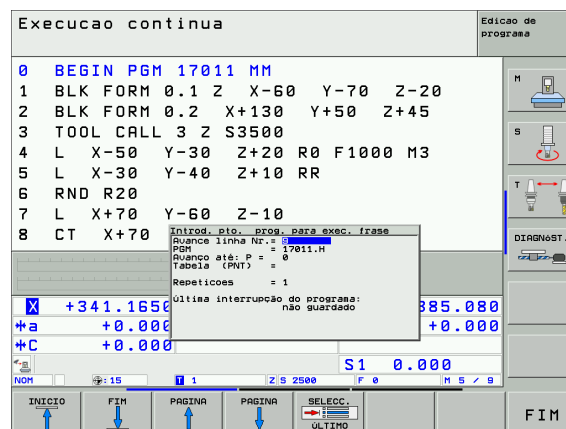 Execucao continua
Edicao de
programa
0 BEGIN PGM 17011 MM
1 BLK FORM 0.1 Z X-60 Y-70 Z-20
2 BLK FORM 0.2 X+130 Y+50 Z+45
3 TOOL CALL 3 Z S3500
4 L X-50 Y-30 Z+20 R0 F1000 M3
5 L X-30 Y-40 Z+10 RR
6 RND R20
7 L X+70 Y-60 Z-10
8 CT X+70
Introd. pto. prog. para exec. frase
Avance linha Nr.=
PGM = 17011.H
Avanço até: P = 0
Tabela (PNT) =
Repeticoes = 1
Última interrupção do programa:
não guardado
M
S
T
DIAGNÓST.
X +341.1650
385.080
*a +0.000
+0.000
*C +0.000
S1 0.000
NOM
:15
T 1
Z S 2500
F 0
M 5 / 9
INICIO
FIM
PAGINA
PAGINA
SELECC.
ÚLTIMO
FIM